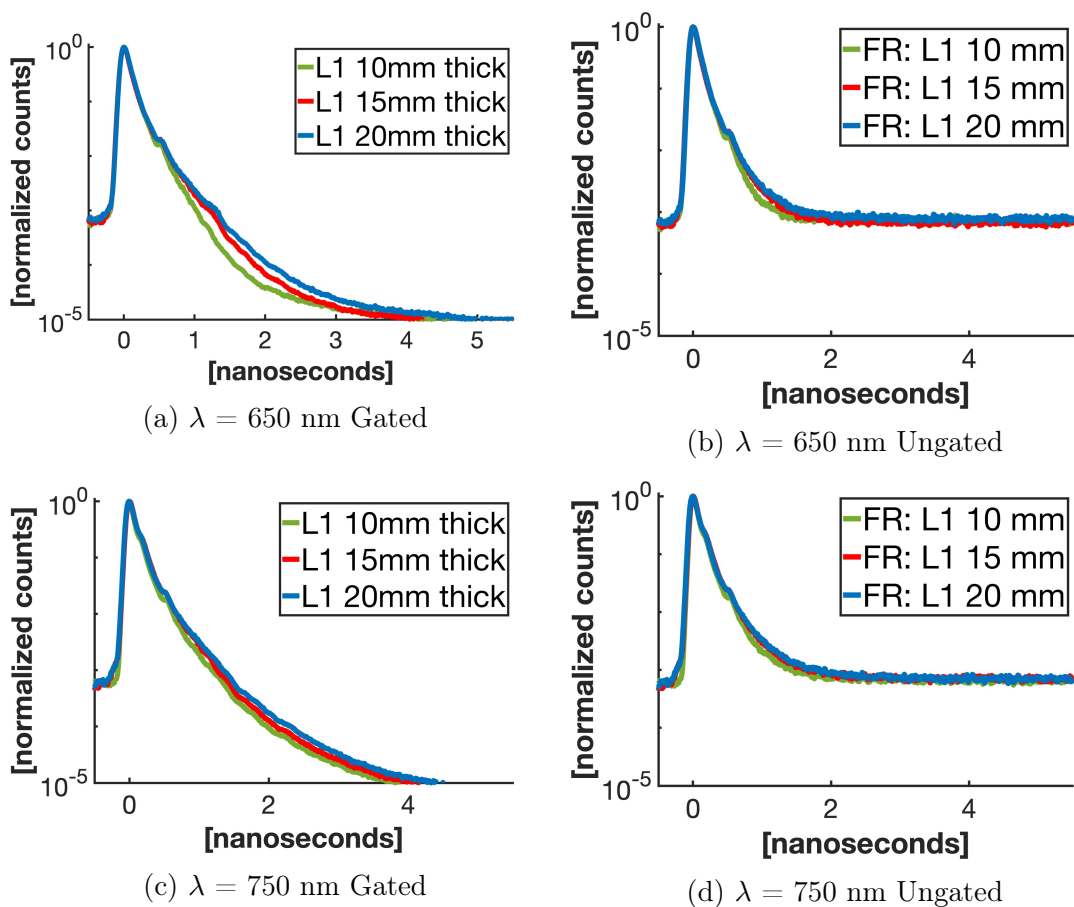 [normalized counts]
10^0
10^-5
L1 10mm thick
L1 15mm thick
L1 20mm thick
0 1 2 3 4 5
[nanoseconds]
(a) λ = 650 nm Gated
[normalized counts]
10^0
10^-5
FR: L1 10 mm
FR: L1 15 mm
FR: L1 20 mm
0 2 4
[nanoseconds]
(b) λ = 650 nm Ungated
[normalized counts]
10^0
10^-5
L1 10mm thick
L1 15mm thick
L1 20mm thick
0 2 4
[nanoseconds]
(c) λ = 750 nm Gated
[normalized counts]
10^0
10^-5
FR: L1 10 mm
FR: L1 15 mm
FR: L1 20 mm
0 2 4
[nanoseconds]
(d) λ = 750 nm Ungated